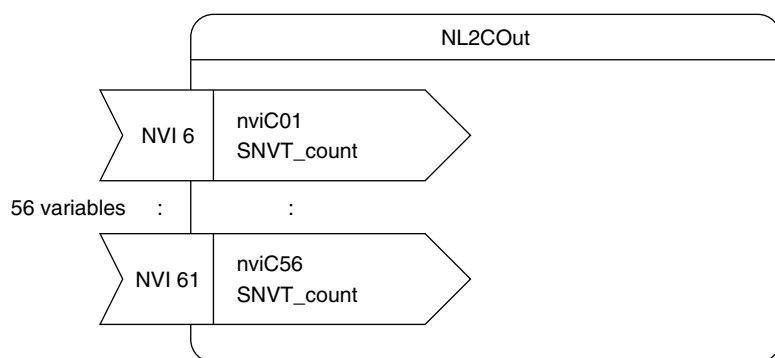 NL2COut
NVI 6
nviC01
SNVT_count
56 variables : :
NVI 61
nviC56
SNVT_count